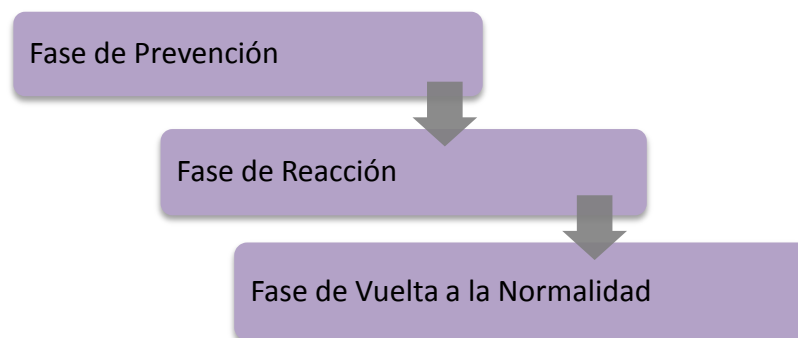 Fase de Prevención
Fase de Reacción
Fase de Vuelta a la Normalidad